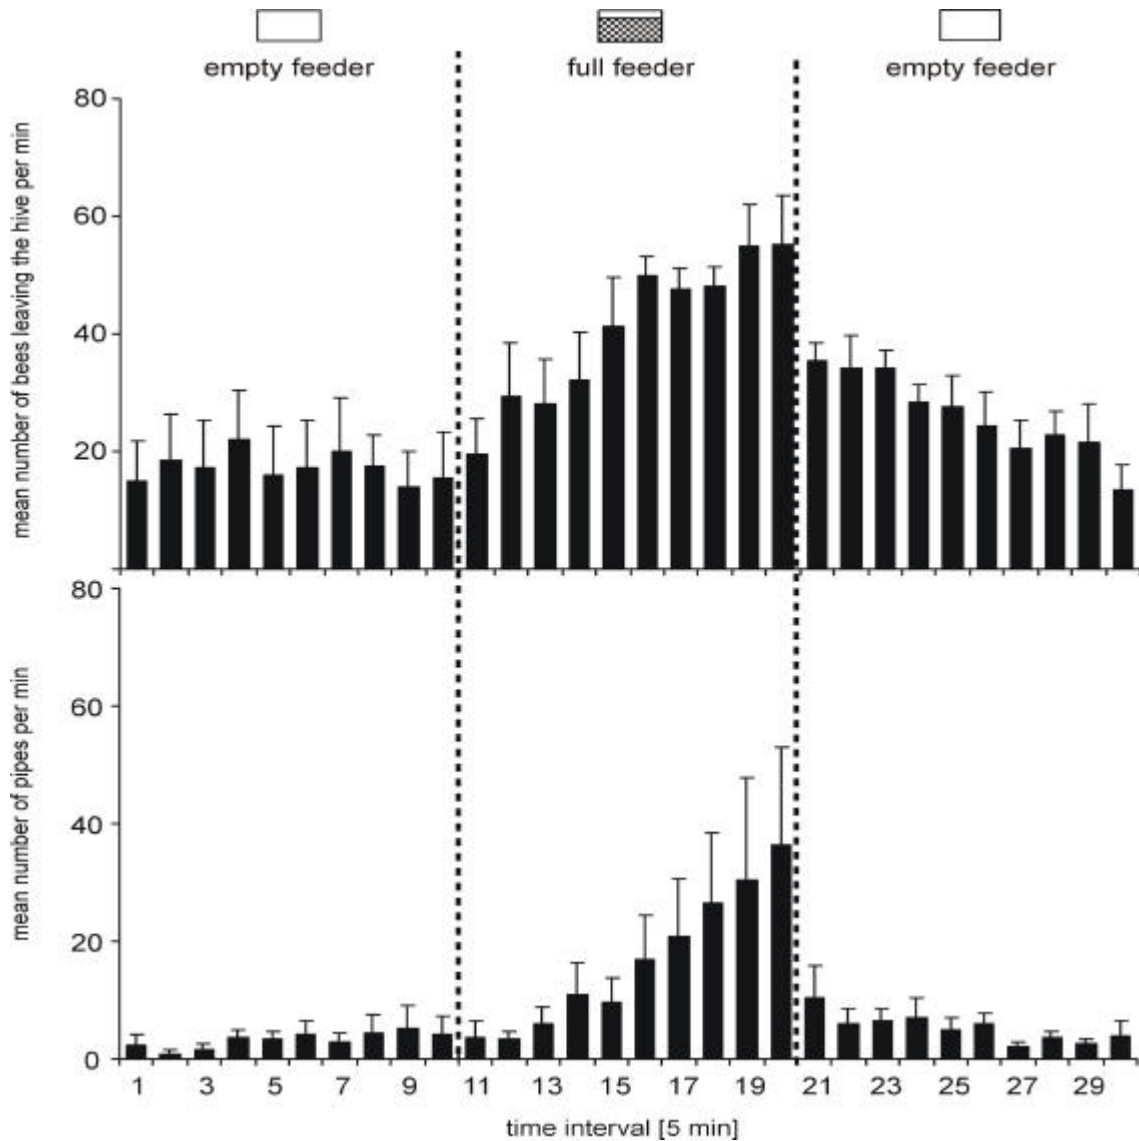 empty feeder full feeder empty feeder
mean number of bees leaving the hive per min
80
60
40
20
mean number of pipes per min
80
60
40
20
0
1 3 5 7 9 11 13 15 17 19 21 23 25 27 29
time interval [5 min]